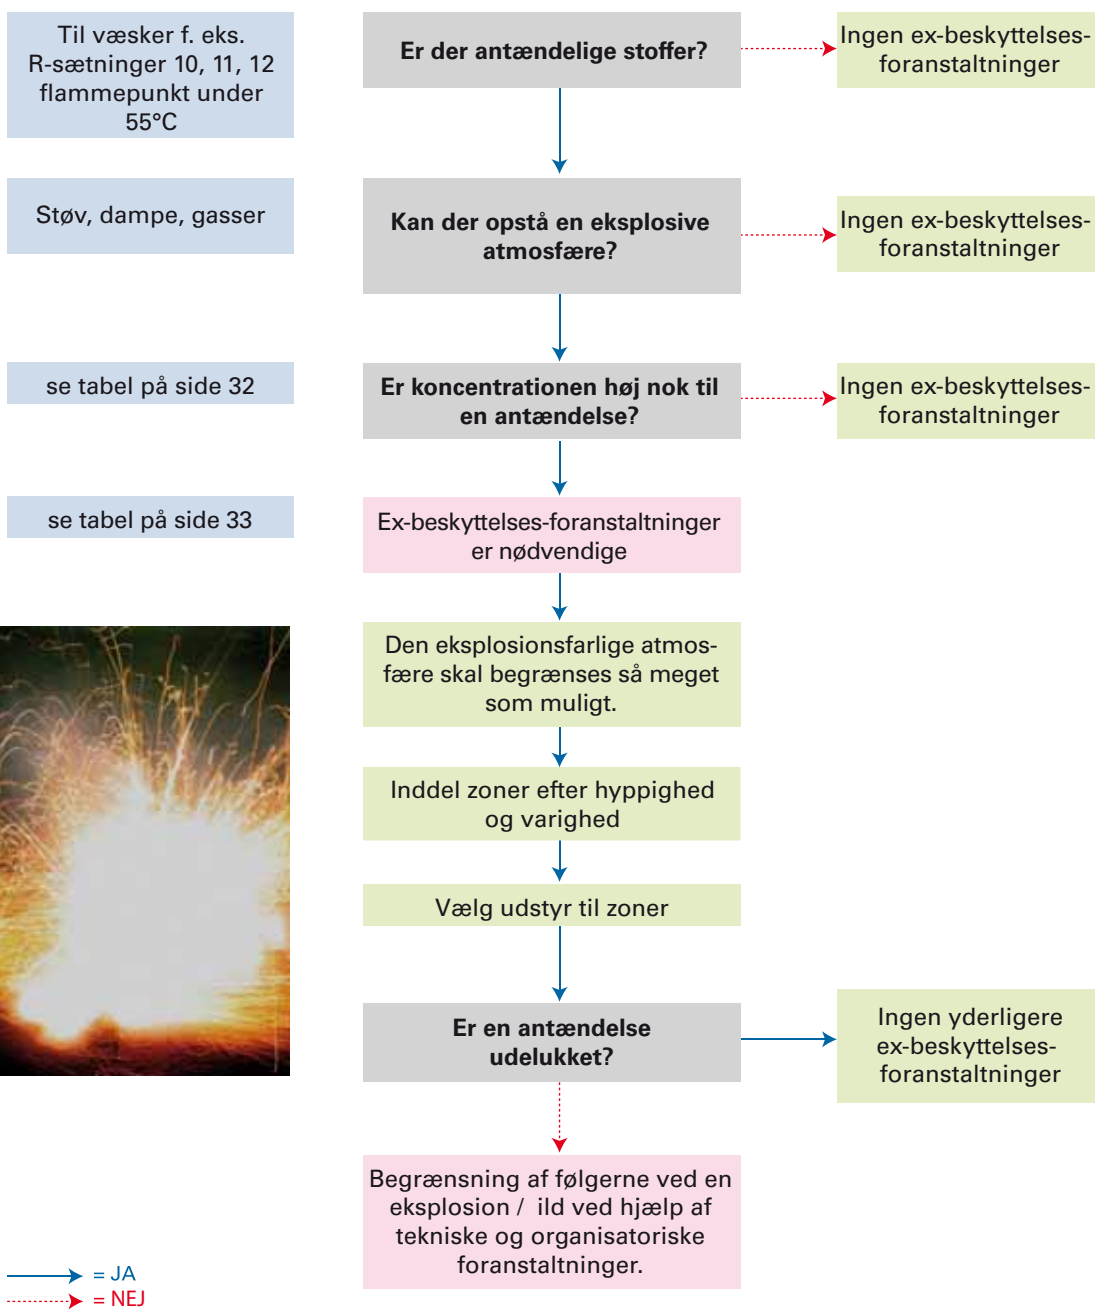 Til væsker f. eks.
R-sætninger 10, 11, 12
flammepunkt under
55°C
Er der antændelige stoffer?
Ingen ex-beskyttelses-
foranstaltninger
Støv, dampe, gasser
Kan der opstå en eksplosive
atmosfære?
Ingen ex-beskyttelses-
foranstaltninger
se tabel på side 32
Er koncentrationen høj nok til
en antændelse?
Ingen ex-beskyttelses-
foranstaltninger
se tabel på side 33
Ex-beskyttelses-foranstaltninger
er nødvendige
Den eksplosionsfarlige atmos-
fære skal begrænses så meget
som muligt.
Inddel zoner efter hyppighed
og varighed
Vælg udstyr til zoner
Er en antændelse
udelukket?
Ingen yderligere
ex-beskyttelses-
foranstaltninger
Begrænsning af følgerne ved en
eksplosion / ild ved hjælp af
tekniske og organisatoriske
foranstaltninger.
= JA
= NEJ